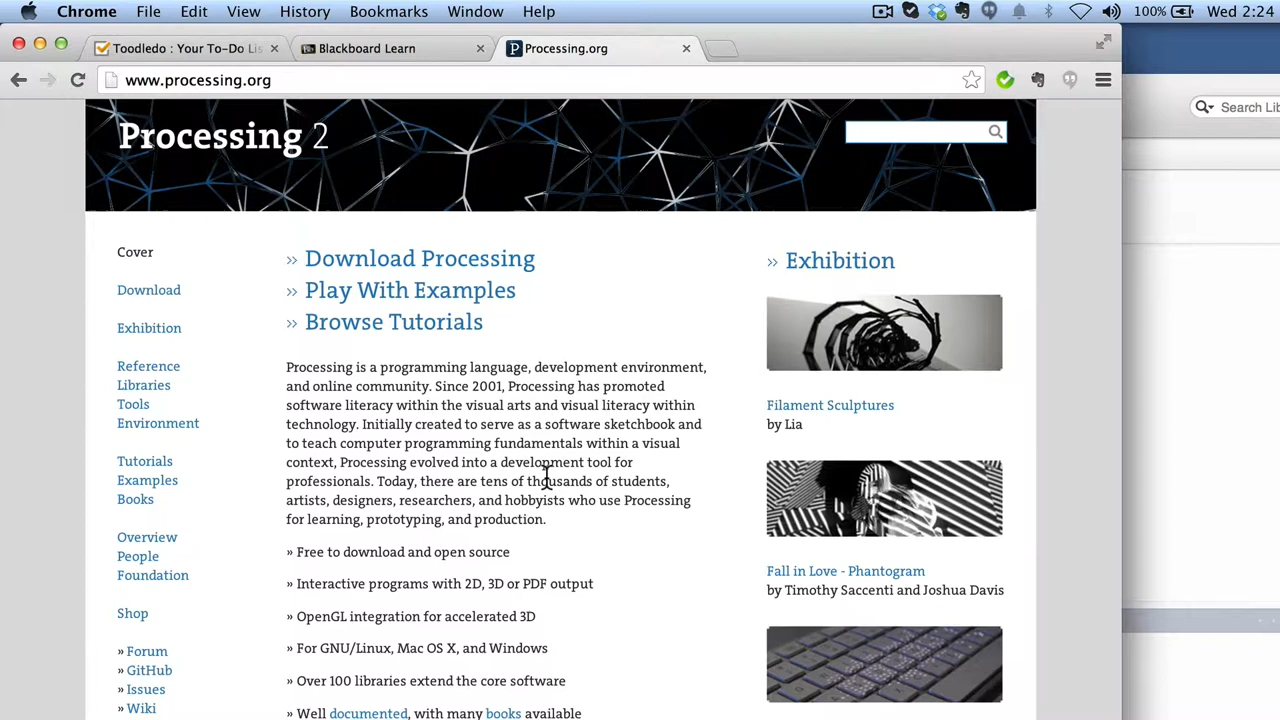 Chrome File Edit View History Bookmarks Window Help 100% Wed 2:24
Toodledo : Your To-Do Lis Blackboard Learn Processing.org
www.processing.org
Search Lib
Processing 2
Cover
Download
Exhibition
Reference
Libraries
Tools
Environment
Tutorials
Examples
Books
Overview
People
Foundation
Shop
» Forum
» GitHub
» Issues
» Wiki
» Download Processing
» Play With Examples
» Browse Tutorials
Processing is a programming language, development environment,
and online community. Since 2001, Processing has promoted
software literacy within the visual arts and visual literacy within
technology. Initially created to serve as a software sketchbook and
to teach computer programming fundamentals within a visual
context, Processing evolved into a development tool for
professionals. Today, there are tens of thousands of students,
artists, designers, researchers, and hobbyists who use Processing
for learning, prototyping, and production.
» Free to download and open source
» Interactive programs with 2D, 3D or PDF output
» OpenGL integration for accelerated 3D
» For GNU/Linux, Mac OS X, and Windows
» Over 100 libraries extend the core software
» Well documented, with many books available
» Exhibition
Filament Sculptures
by Lia
Fall in Love - Phantogram
by Timothy Saccenti and Joshua Davis